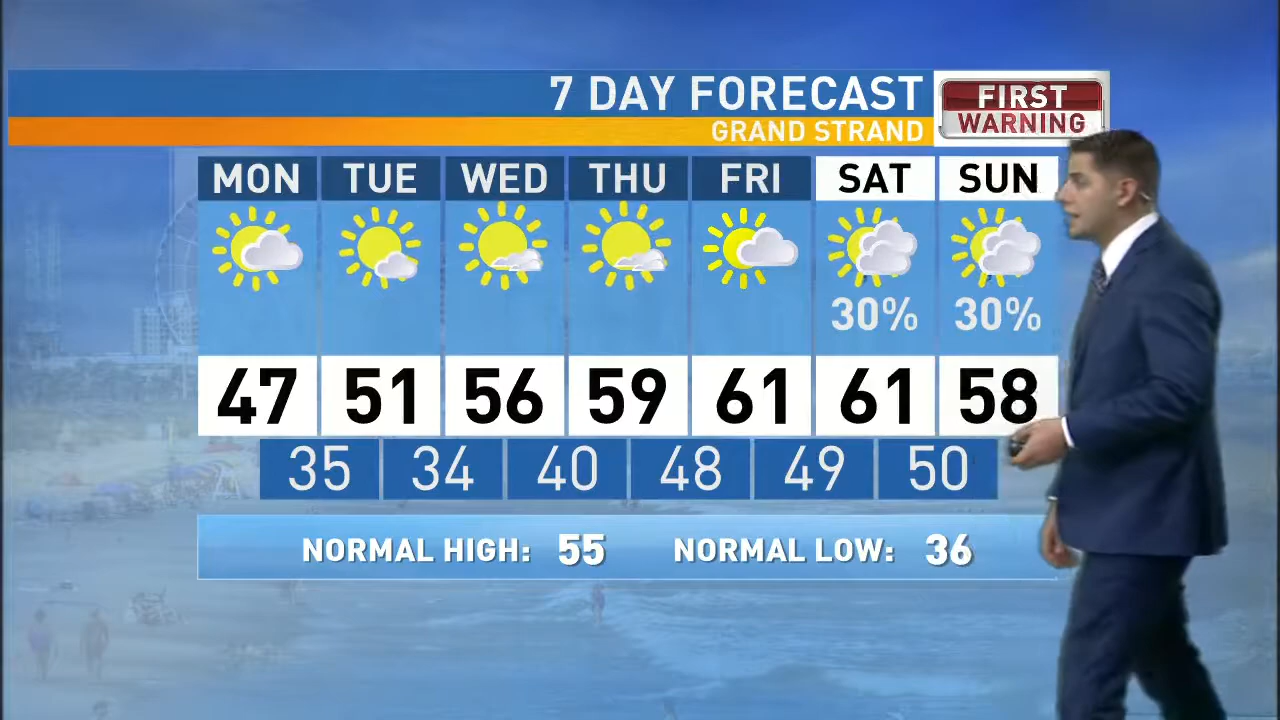 7 DAY FORECAST
GRAND STRAND
FIRST
WARNING
MON TUE WED THU FRI SAT SUN
30% 30%
47 51 56 59 61 61 58
35 34 40 48 49 50
NORMAL HIGH: 55 NORMAL LOW: 36